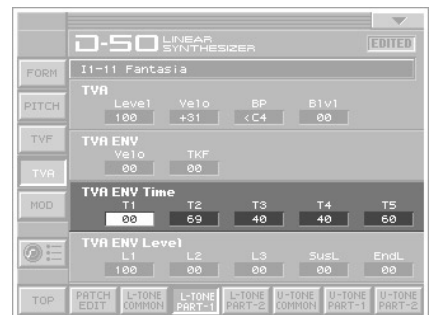 D-50 LINEAR SYNTHESIZER
EDITED
I1-11 Fantasia
FORM
PITCH
TVF
TVA
MOD
TOP
TVA
Level Velo BP Blvl
100 +31 <C4 00
TVA ENV
Velo TKF
00 00
TVA ENV Time
T1 T2 T3 T4 T5
00 69 40 40 60
TVA ENV Level
L1 L2 L3 SusL EndL
100 00 00 00 00
PATCH EDIT
L-TONE COMMON
L-TONE PART-1
L-TONE PART-2
U-TONE COMMON
U-TONE PART-1
U-TONE PART-2